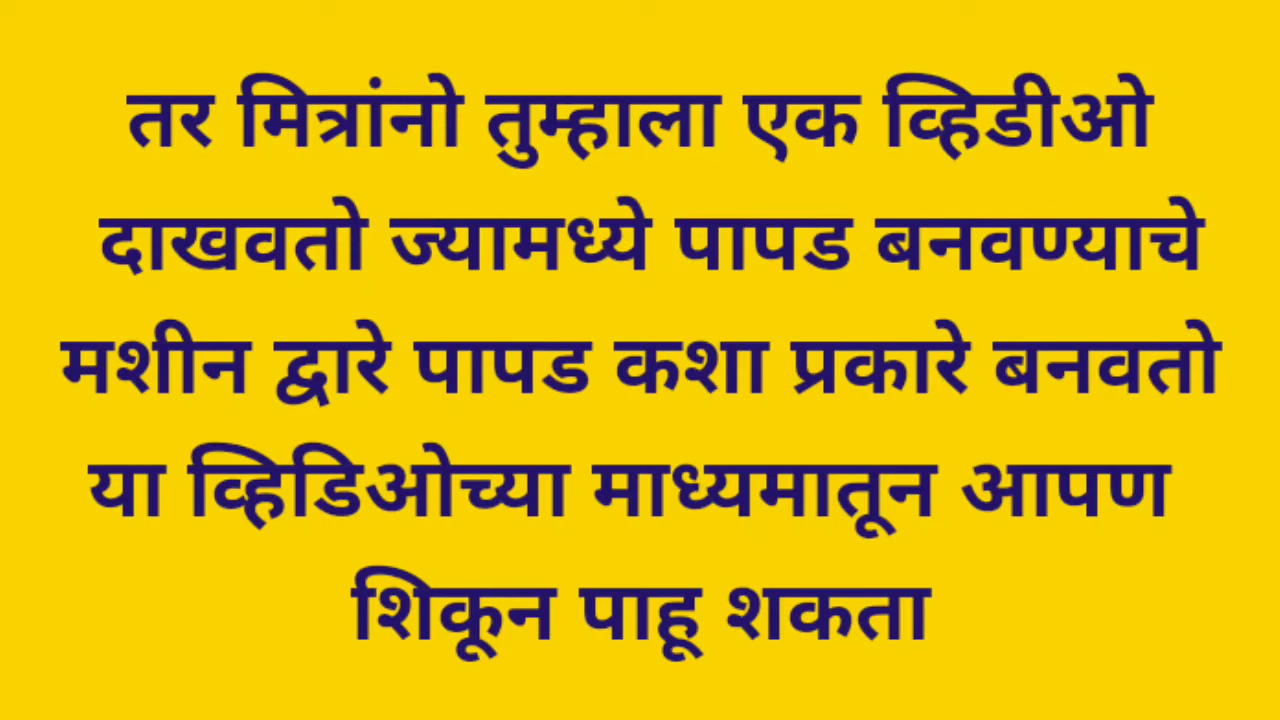 तर मित्रांनो तुम्हाला एक व्हिडीओ
दाखवतो ज्यामध्ये पापड बनवण्याचे
मशीन द्वारे पापड कशा प्रकारे बनवतो
या व्हिडिओच्या माध्यमातून आपण
शिकून पाहू शकता